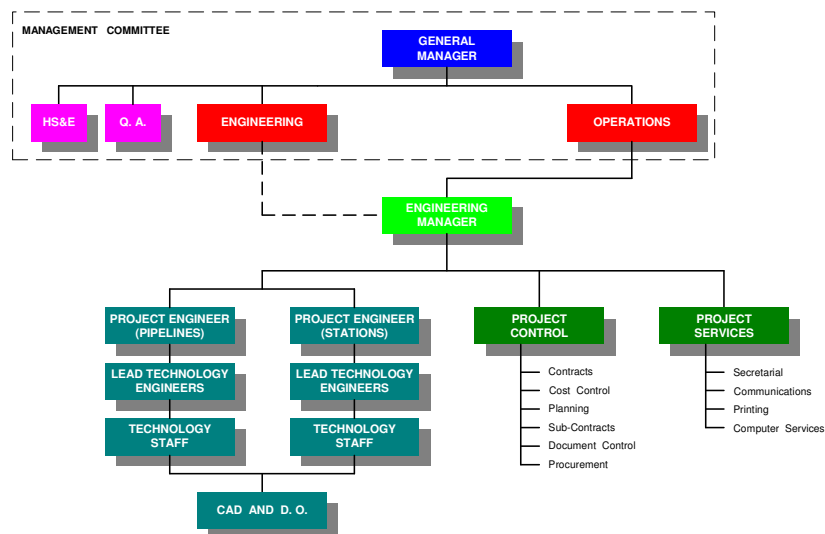 MANAGEMENT COMMITTEE
GENERAL
MANAGER
HS&E
Q. A.
ENGINEERING
OPERATIONS
ENGINEERING
MANAGER
PROJECT ENGINEER
(PIPELINES)
PROJECT ENGINEER
(STATIONS)
PROJECT
CONTROL
PROJECT
SERVICES
LEAD TECHNOLOGY
ENGINEERS
LEAD TECHNOLOGY
ENGINEERS
TECHNOLOGY
STAFF
TECHNOLOGY
STAFF
CAD AND D. O.
Contracts
Cost Control
Planning
Sub-Contracts
Document Control
Procurement
Secretarial
Communications
Printing
Computer Services